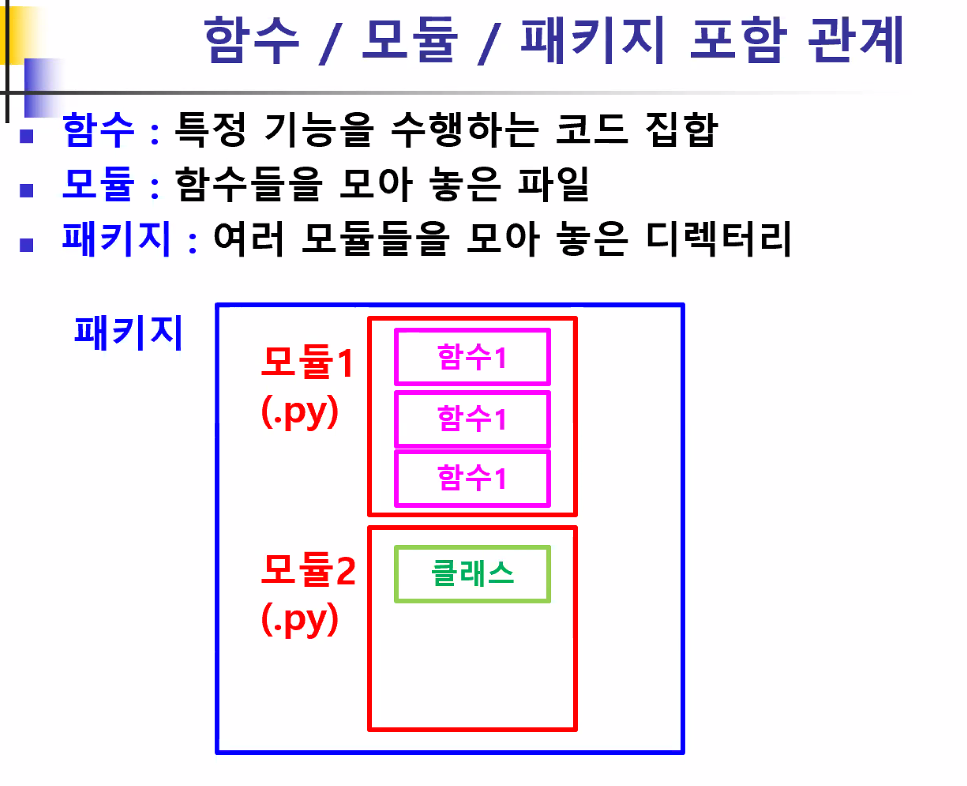 함수 / 모듈 / 패키지 포함 관계
함수 : 특정 기능을 수행하는 코드 집합
모듈 : 함수들을 모아 놓은 파일
패키지 : 여러 모듈들을 모아 놓은 디렉터리
패키지
모듈1
(.py)
함수1
함수1
함수1
모듈2
(.py)
클래스